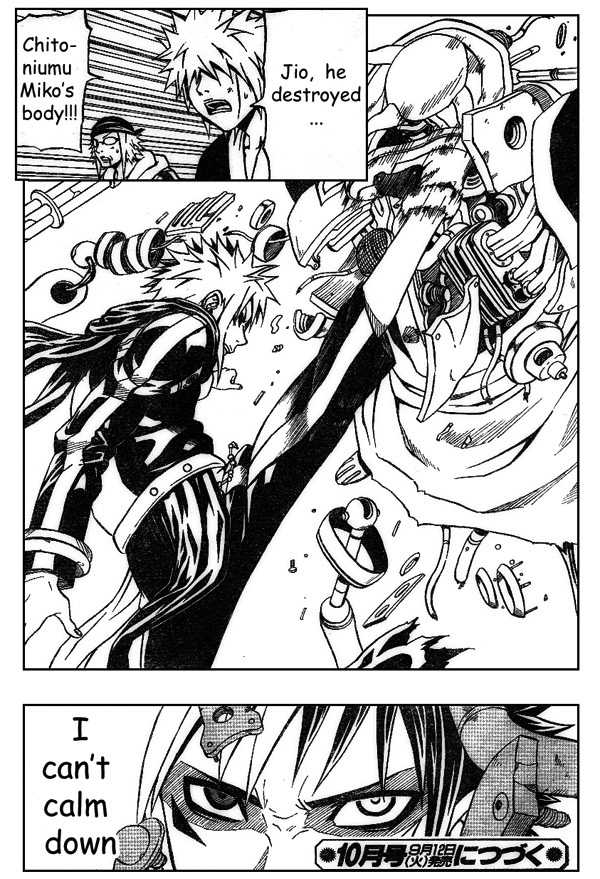 Jio, he
destroyed
...
Chito-
niumu
Miko's
body!!!
I
can't
calm
down
10月号 9月12日(火)発売 につづく